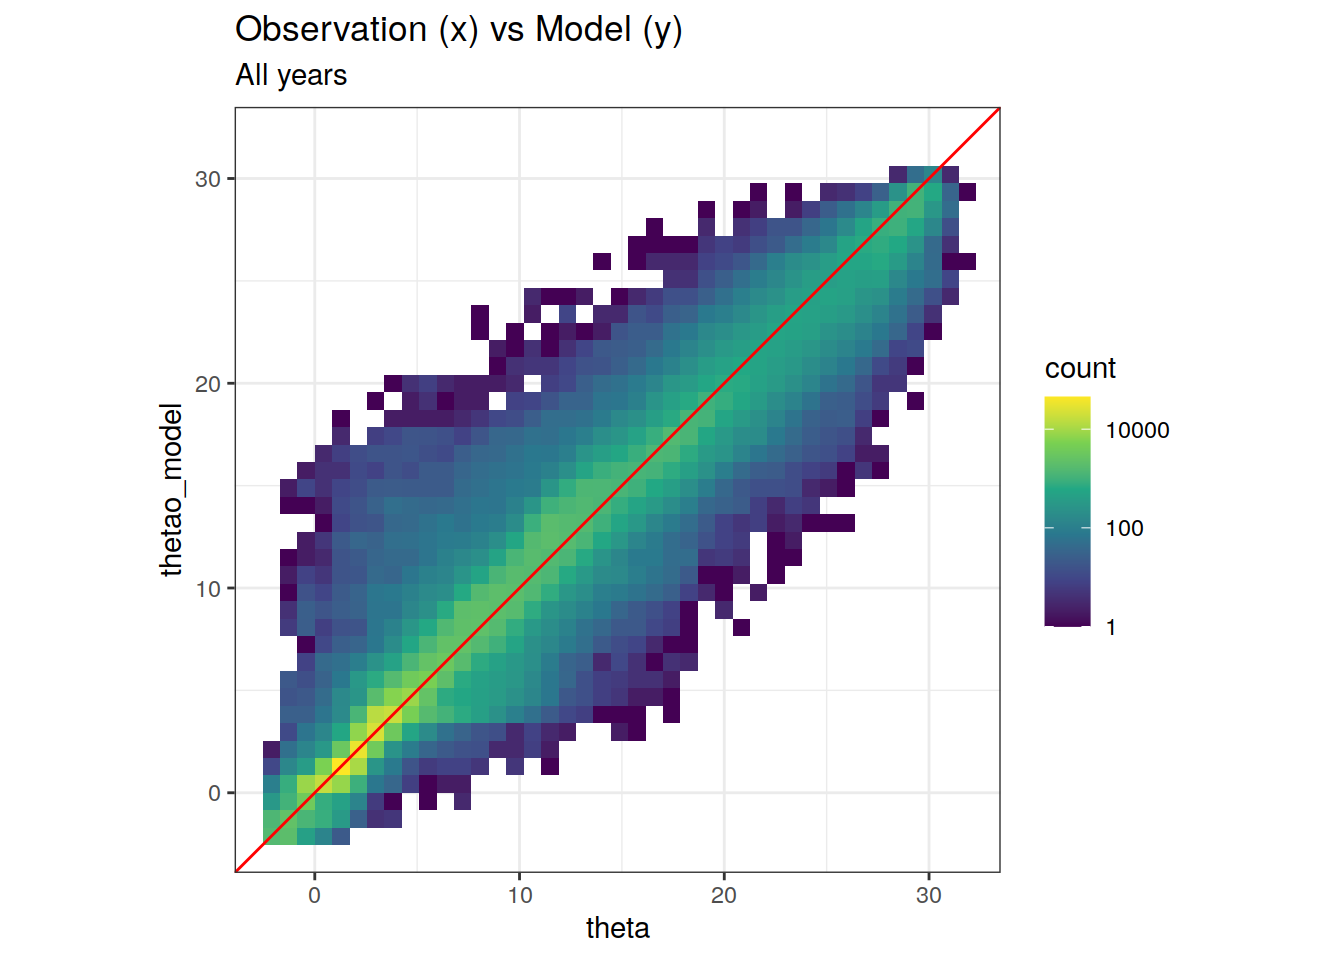 Observation (x) vs Model (y)
All years
thetao_model
30
20
10
0
0 10 20 30
theta
count
10000
100
1